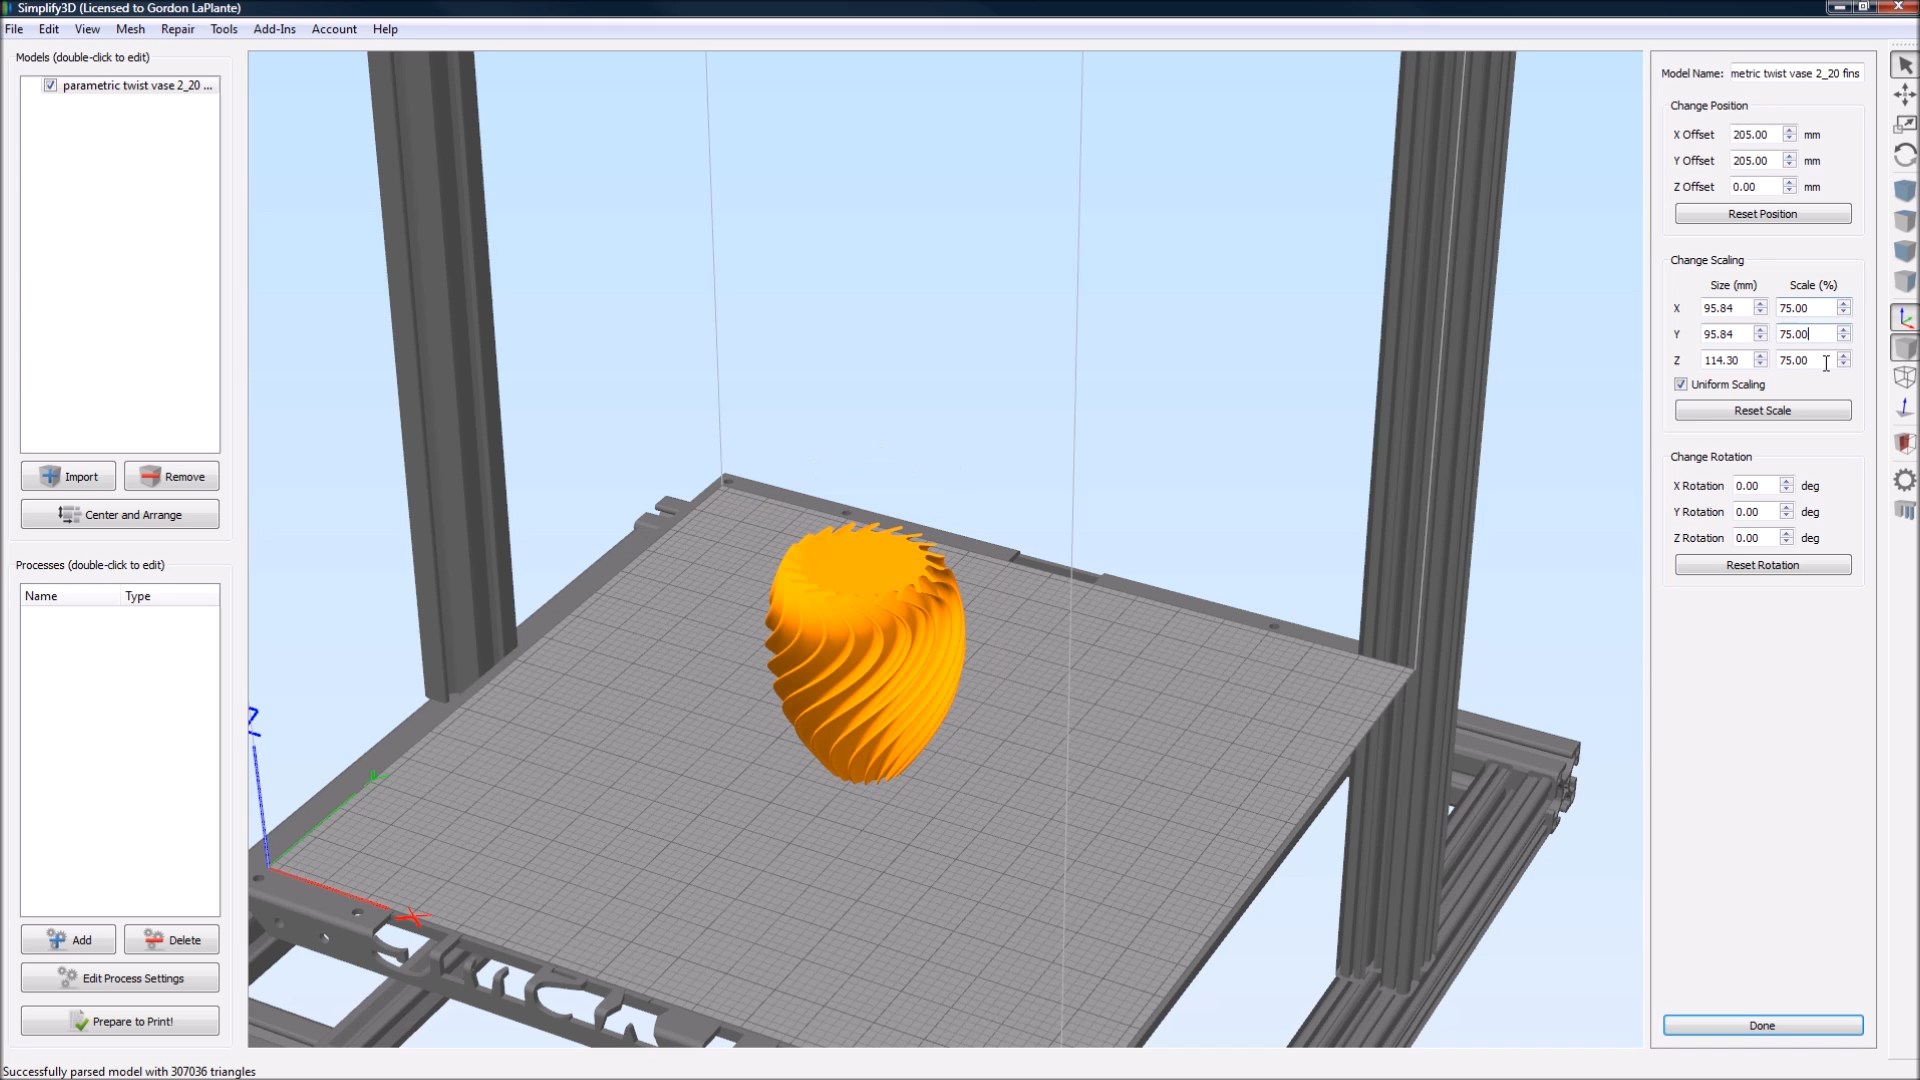 Simplify3D (Licensed to Gordon LaPlante)
File Edit View Mesh Repair Tools Add-Ins Account Help
Models (double-click to edit)
parametric twist vase 2_20 ...
Import Remove
Center and Arrange
Processes (double-click to edit)
Name Type
Add Delete
Edit Process Settings
Prepare to Print!
Successfully parsed model with 307036 triangles
Z
X
Model Name: metric twist vase 2_20 fins
Change Position
X Offset 205.00 mm
Y Offset 205.00 mm
Z Offset 0.00 mm
Reset Position
Change Scaling
Size (mm) Scale (%)
X 95.84 75.00
Y 95.84 75.00
Z 114.30 75.00
Uniform Scaling
Reset Scale
Change Rotation
X Rotation 0.00 deg
Y Rotation 0.00 deg
Z Rotation 0.00 deg
Reset Rotation
Done